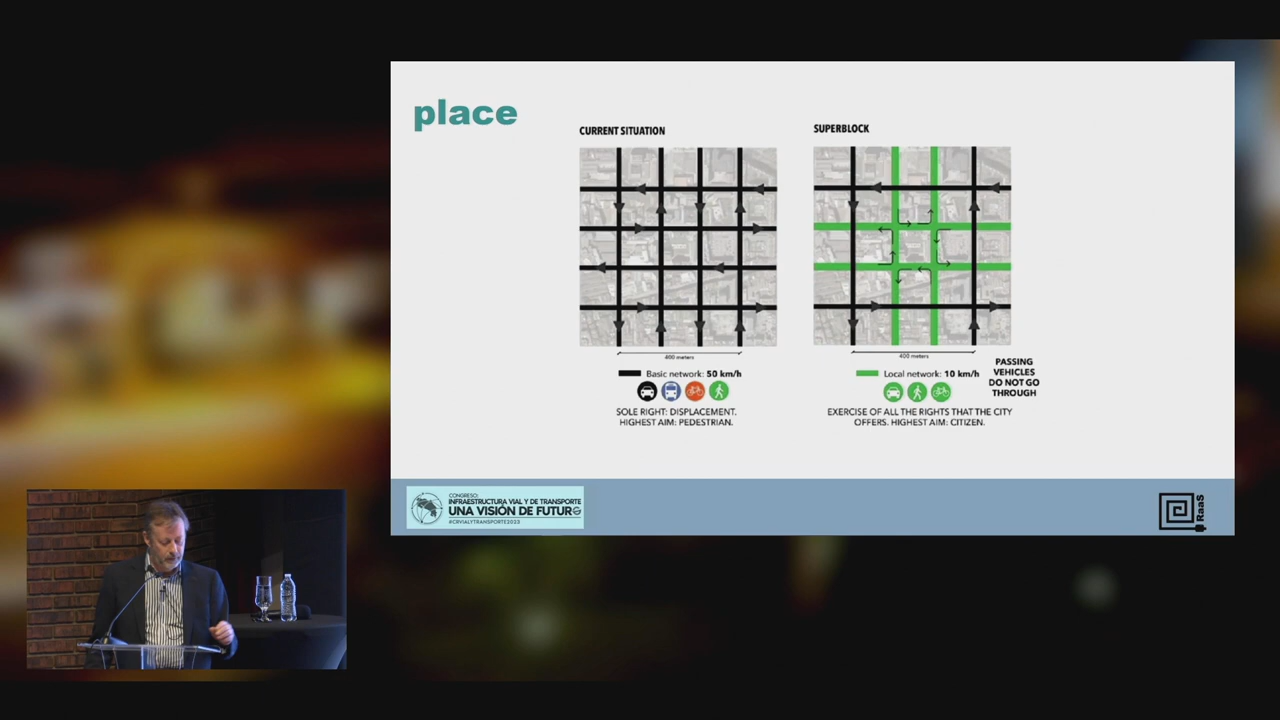 place
CURRENT SITUATION
400 meters
Basic network: 50 km/h
SOLE RIGHT: DISPLACEMENT.
HIGHEST AIM: PEDESTRIAN.
SUPERBLOCK
400 meters
Local network: 10 km/h
PASSING
VEHICLES
DO NOT GO
THROUGH
EXERCISE OF ALL THE RIGHTS THAT THE CITY
OFFERS. HIGHEST AIM: CITIZEN.
CONGRESO:
INFRAESTRUCTURA VIAL Y DE TRANSPORTE
UNA VISIÓN DE FUTURO
#CRVIALYTRANSPORTE2023
RaaS